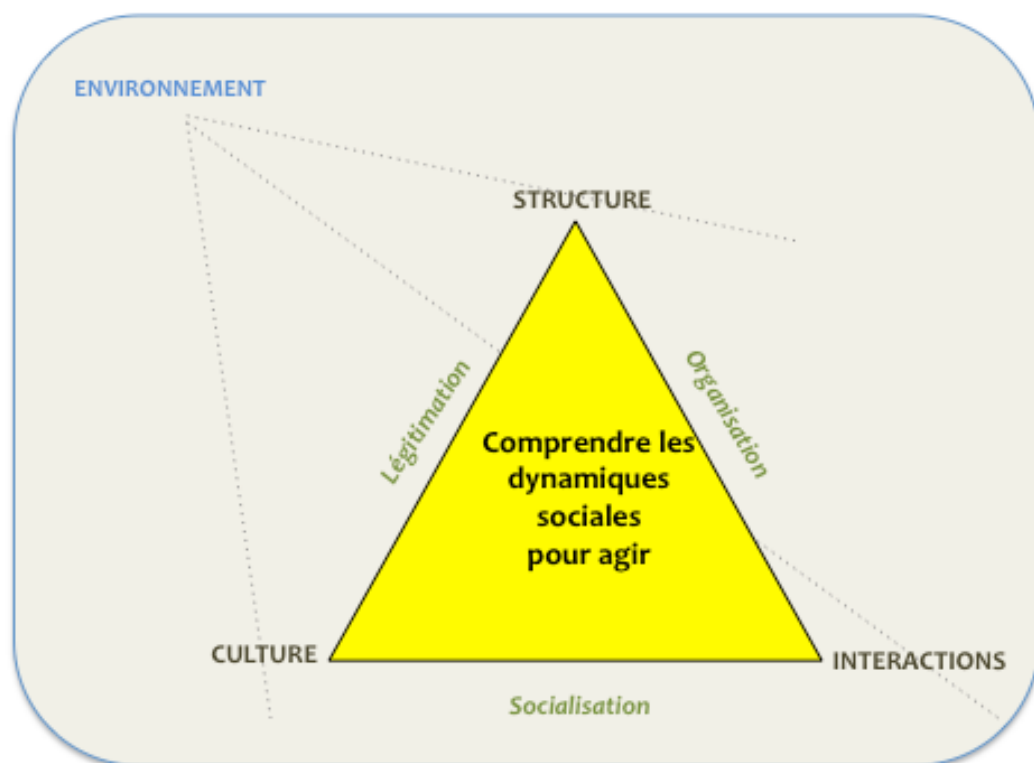 ENVIRONNEMENT
STRUCTURE
Légitimation
Organisation
Comprendre les
dynamiques
sociales
pour agir
CULTURE
INTERACTIONS
Socialisation